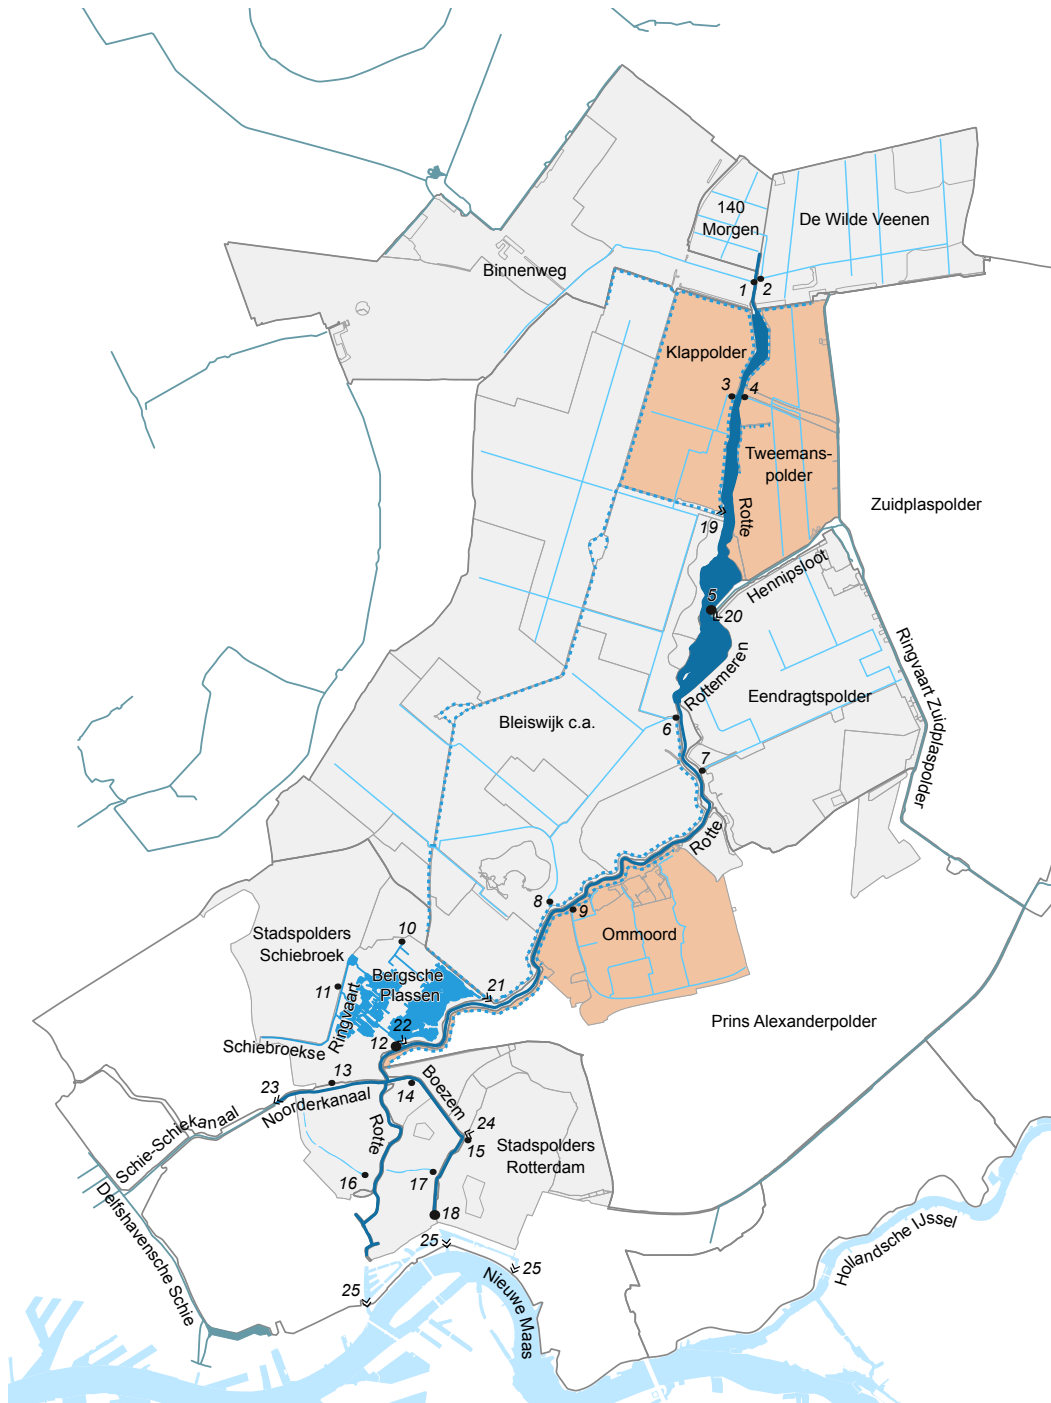 140
Morgen
De Wilde Veenen
Binnenweg
1
2
Klappolder
3
4
Tweemans-
polder
Zuidplaspolder
19
Rotte
Hennipsloot
5
20
Ringvaart Zuidplaspolder
Rottemeren
Eendragtspolder
Bleiswijk c.a.
6
7
Rotte
8
9
Ommoord
Stadspolders
Schiebroek
10
Bergsche
Plassen
11
21
Ringvaart
Schiebroekse
22
12
Prins Alexanderpolder
13
14
Boezem
23
Noorderkanaal
Schie-Schiekanaal
Rotte
24
15
Stadspolders
Rotterdam
16
17
18
Delfshavensche Schie
25
25
25
Nieuwe Maas
Hollandsche IJssel